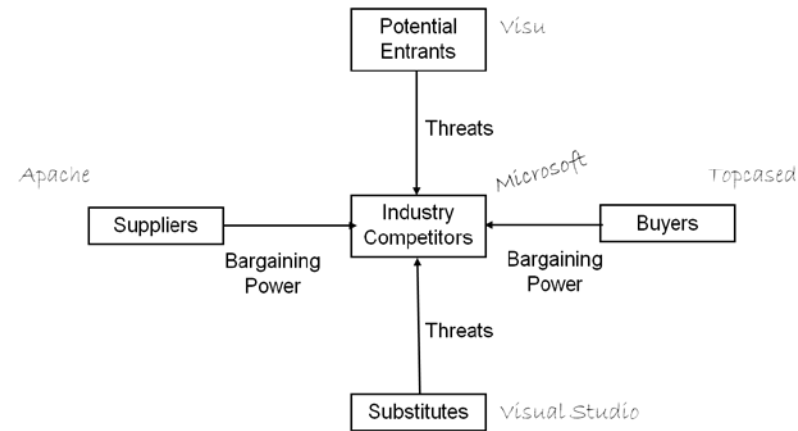 Potential
Entrants
Visu
Threats
Apache
Microsoft
Topcased
Suppliers
Industry
Competitors
Buyers
Bargaining
Power
Bargaining
Power
Threats
Substitutes
Visual Studio